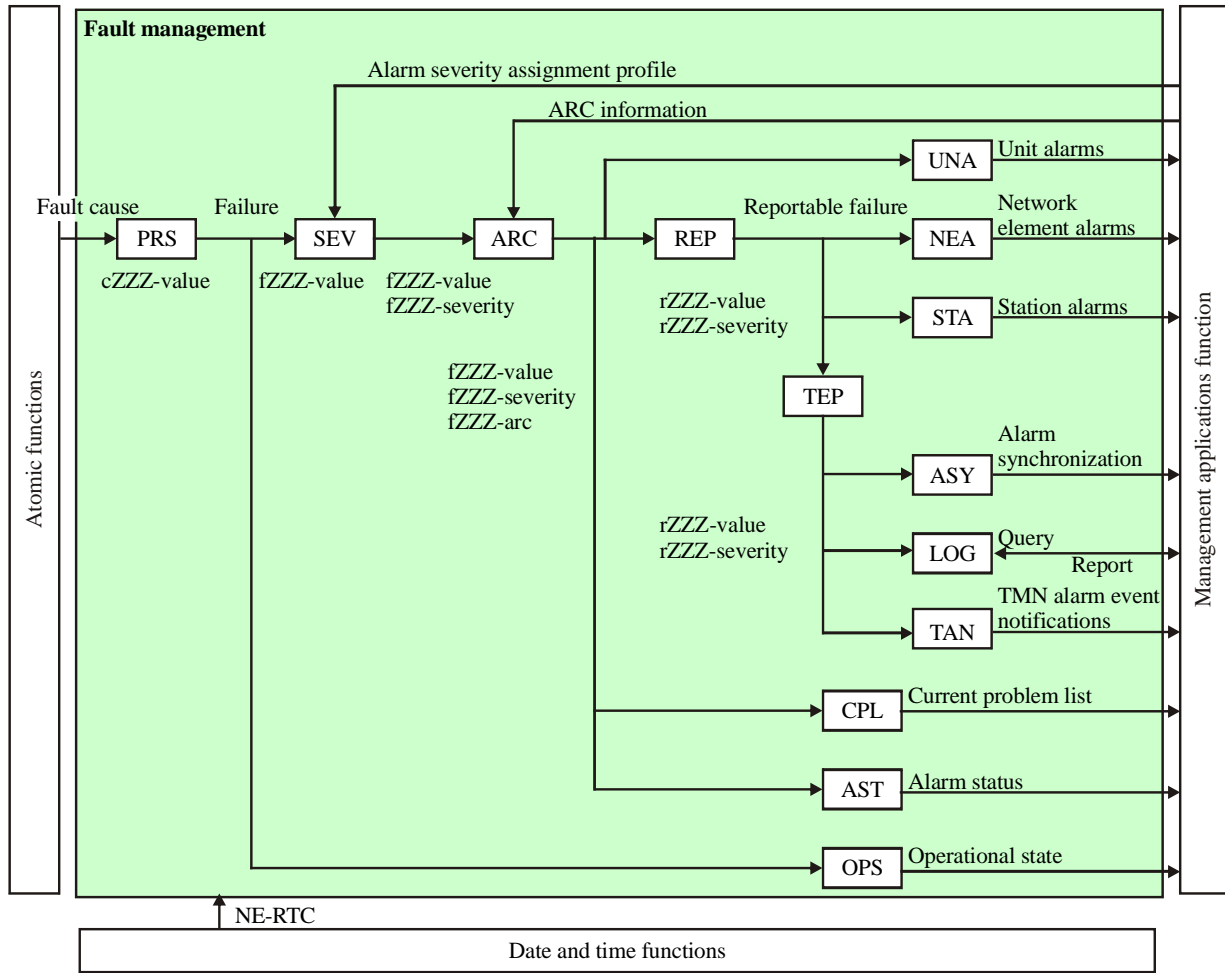 Fault management
Alarm severity assignment profile
ARC information
UNA
Unit alarms
Fault cause
Failure
Reportable failure
Network
element alarms
PRS
SEV
ARC
REP
NEA
cZZZ-value
fZZZ-value
fZZZ-value
fZZZ-severity
rZZZ-value
rZZZ-severity
STA
Station alarms
fZZZ-value
fZZZ-severity
fZZZ-arc
TEP
Alarm
synchronization
ASY
rZZZ-value
rZZZ-severity
LOG
Query
Report
TMN alarm event
notifications
TAN
CPL
Current problem list
AST
Alarm status
OPS
Operational state
Atomic functions
Management applications function
NE-RTC
Date and time functions